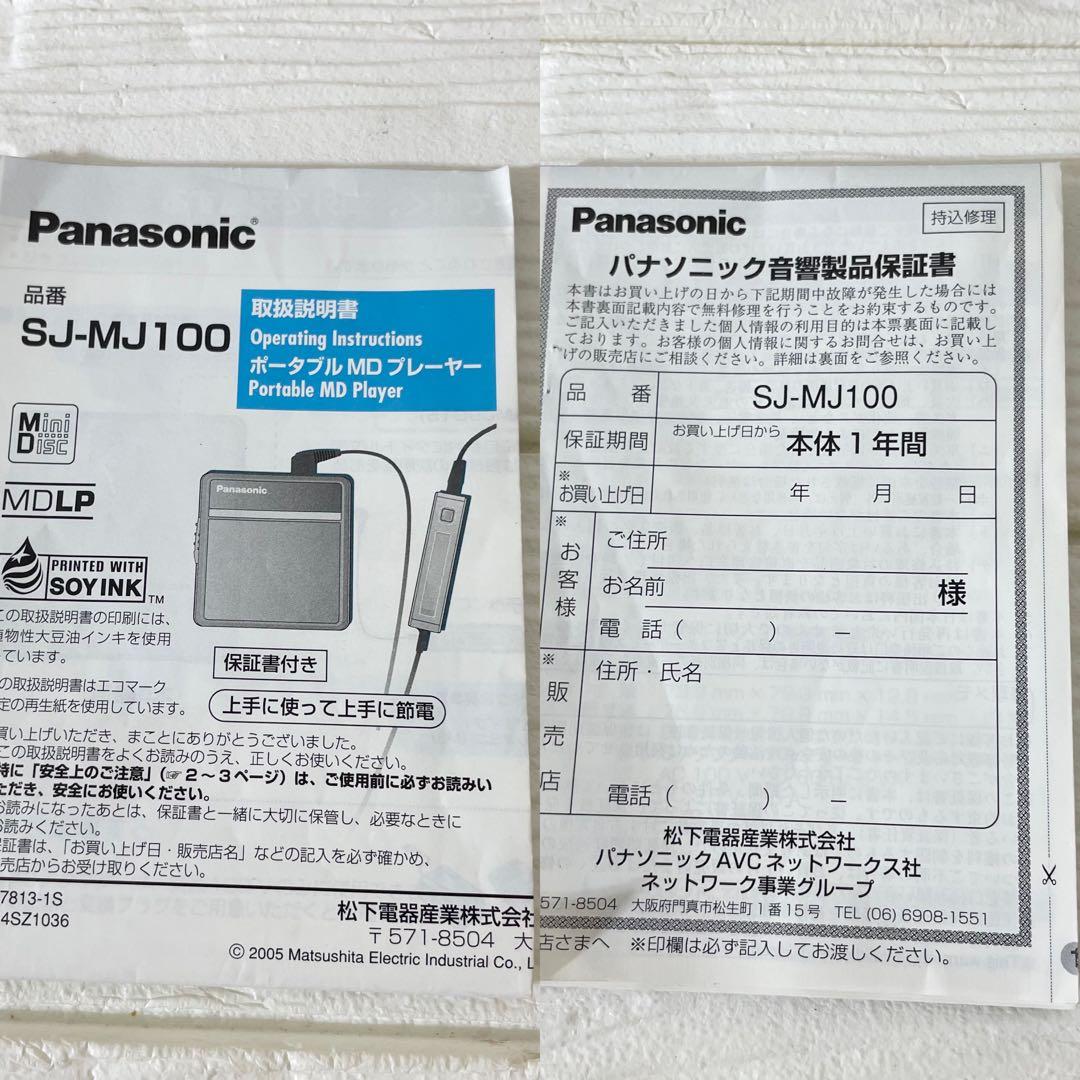 Panasonic®
品番
SJ-MJ100
取扱説明書
Operating Instructions
ポータブル MD プレーヤー
Portable MD Player
Mini
Disc
MDLP
Panasonic
PRINTED WITH
SOY INK™
この取扱説明書の印刷には、
植物性大豆油インキを使用
ています。
の取扱説明書はエコマーク
定の再生紙を使用しています。
保証書付き
上手に使って上手に節電
買い上げいただき、まことにありがとうございました。
この取扱説明書をよくお読みのうえ、正しくお使いください。
特に「安全上のご注意」(☞2〜3ページ)は、ご使用前に必ずお読みい
ただき、安全にお使いください。
お読みになったあとは、保証書と一緒に大切に保管し、必要なときに
お読みください。
保証書は、「お買い上げ日・販売店名」などの記入を必ず確かめ、
売店からお受け取りください。
7813-1S
4SZ1036
松下電器産業株式会社
〒571-8504 大
© 2005 Matsushita Electric Industrial Co., L
Panasonic
持込修理
パナソニック音響製品保証書
本書はお買い上げの日から下記期間中故障が発生した場合には
本書裏面記載内容で無料修理を行うことをお約束するものです。
ご記入いただきました個人情報の利用目的は本票裏面に記載し
ております。お客様の個人情報に関するお問合せは、お買い上
げの販売店にご相談ください。詳細は裏面をご参照ください。
品番 SJ-MJ100
保証期間 お買い上げ日から 本体1年間
※お買い上げ日 年 月 日
※お客様
ご住所
お名前 様
電 話( ) −
※販売店
住所・氏名
電話( ) −
松下電器産業株式会社
パナソニック AVC ネットワークス社
ネットワーク事業グループ
571-8504 大阪府門真市松生町1番15号 TEL (06) 6908-1551
店さまへ ※印欄は必ず記入してお渡しください。